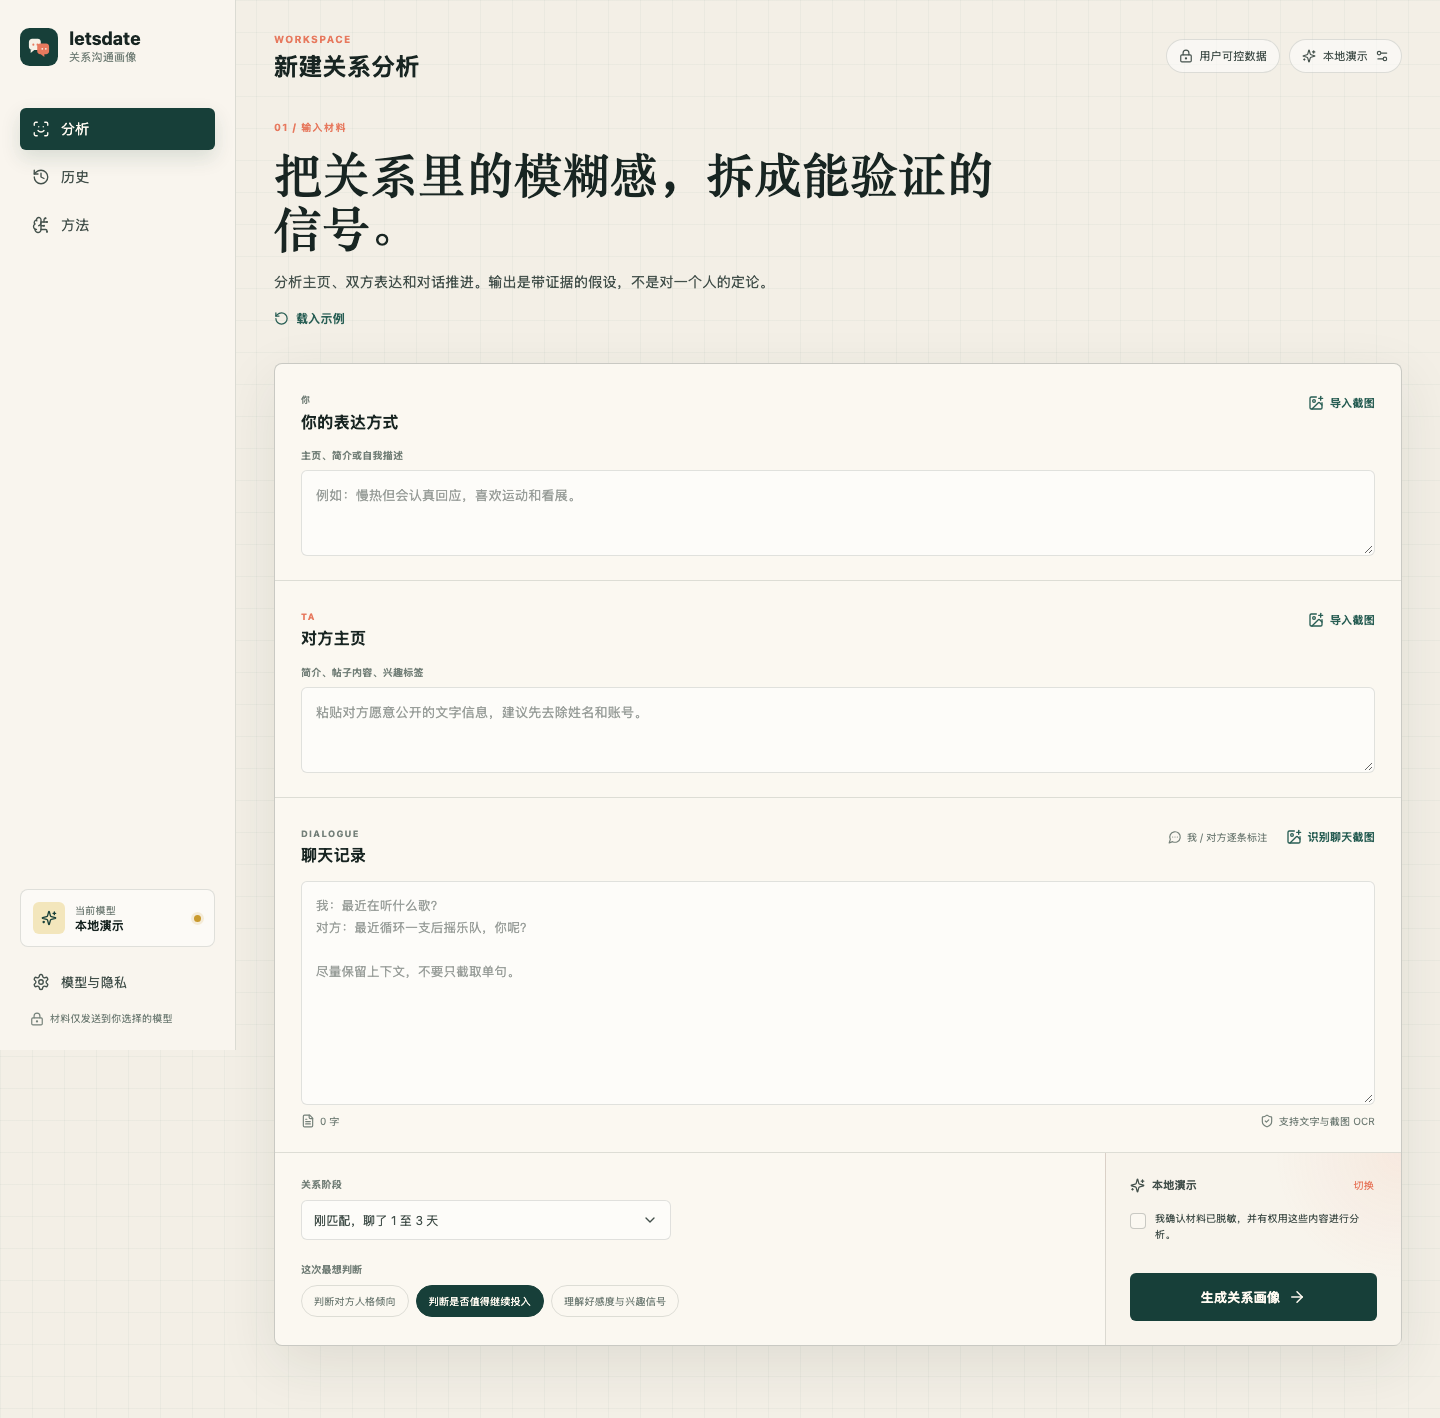 letsdate
关系沟通画像
分析
历史
方法
当前模型
本地演示
模型与隐私
材料仅发送到你选择的模型
WORKSPACE
新建关系分析
用户可控数据
本地演示
01 / 输入材料
把关系里的模糊感，拆成能验证的
信号。
分析主页、双方表达和对话推进。输出是带证据的假设，不是对一个人的定论。
载入示例
你
你的表达方式
导入截图
主页、简介或自我描述
例如：慢热但会认真回应，喜欢运动和看展。
TA
对方主页
导入截图
简介、帖子内容、兴趣标签
粘贴对方愿意公开的文字信息，建议先去除姓名和账号。
DIALOGUE
聊天记录
我 / 对方逐条标注
识别聊天截图
我：最近在听什么歌？
对方：最近循环一支后摇乐队，你呢？
尽量保留上下文，不要只截取单句。
0 字
支持文字与截图 OCR
关系阶段
刚匹配，聊了 1 至 3 天
这次最想判断
判断对方人格倾向
判断是否值得继续投入
理解好感度与兴趣信号
本地演示
切换
我确认材料已脱敏，并有权用这些内容进行分
析。
生成关系画像